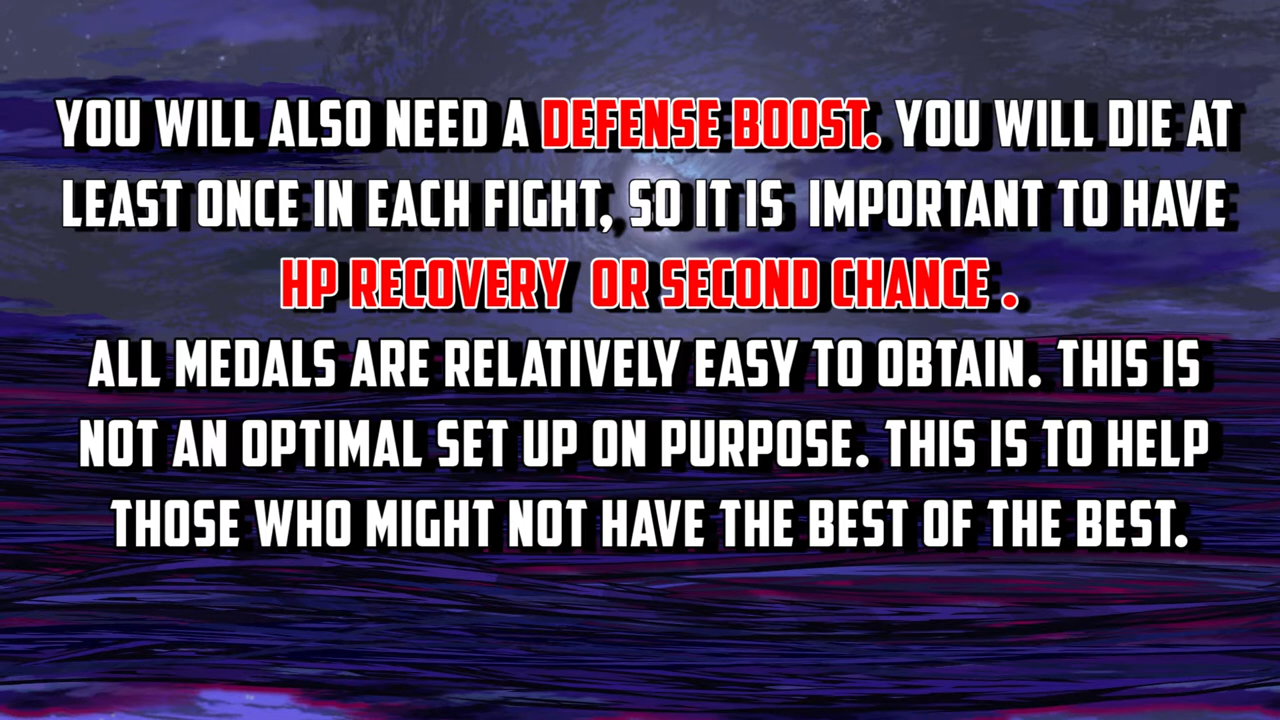 YOU WILL ALSO NEED A DEFENSE BOOST. YOU WILL DIE AT
LEAST ONCE IN EACH FIGHT, SO IT IS IMPORTANT TO HAVE
HP RECOVERY OR SECOND CHANCE .
ALL MEDALS ARE RELATIVELY EASY TO OBTAIN. THIS IS
NOT AN OPTIMAL SET UP ON PURPOSE. THIS IS TO HELP
THOSE WHO MIGHT NOT HAVE THE BEST OF THE BEST.